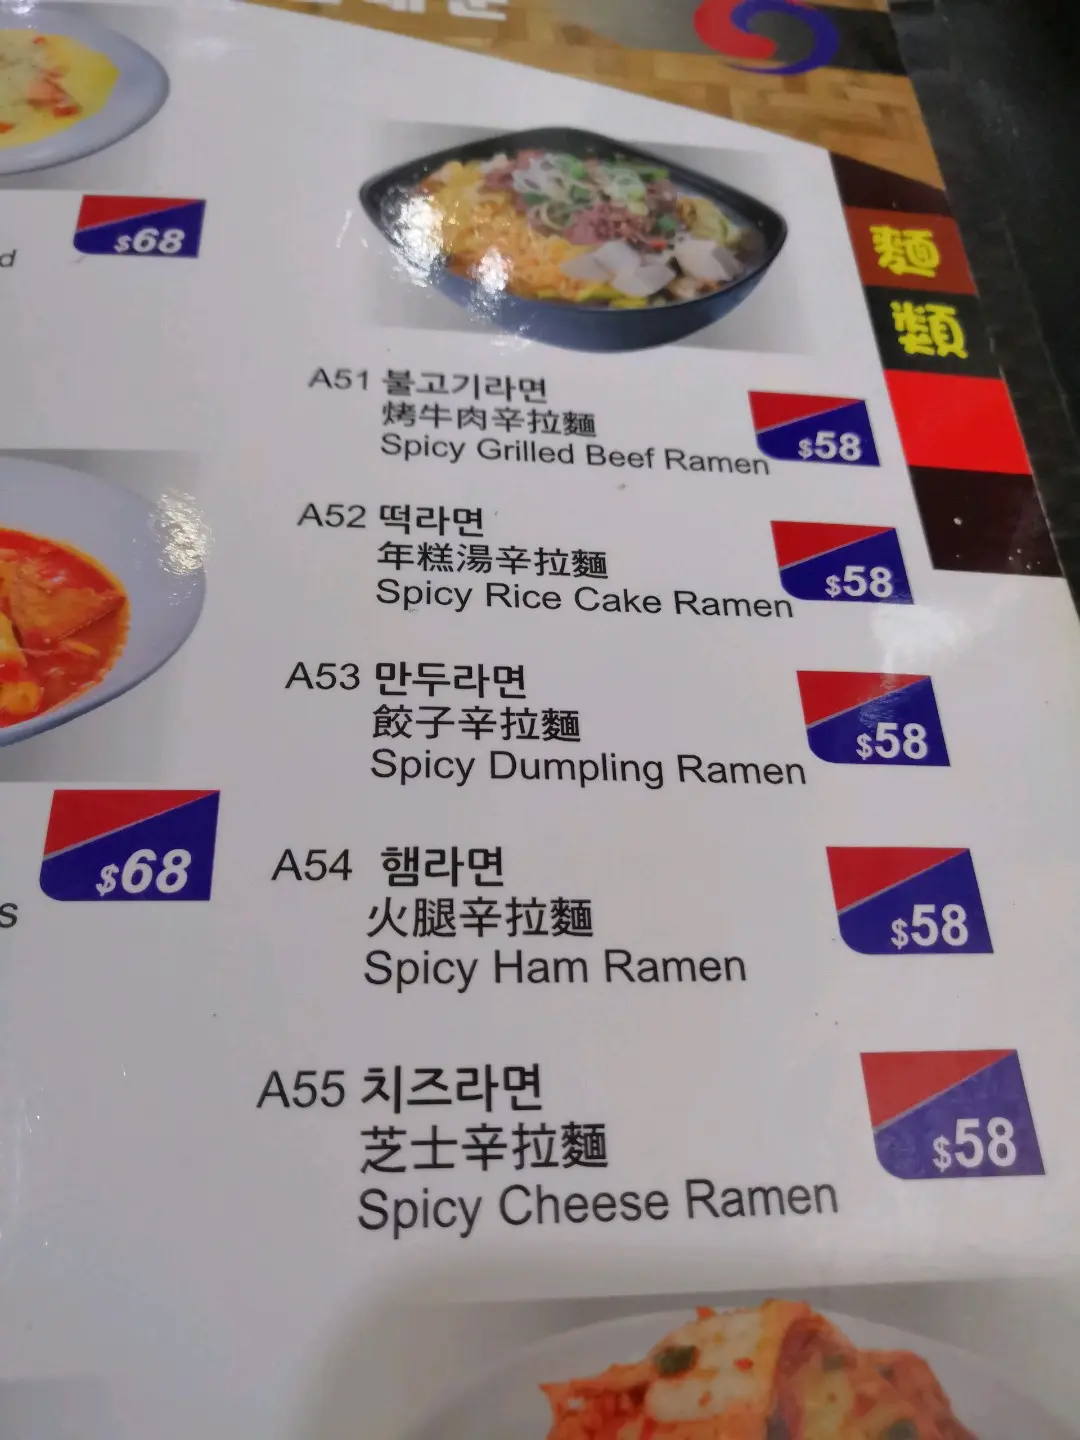 麵
類
d
$68
A51 불고기라면
烤牛肉辛拉麵
Spicy Grilled Beef Ramen
$58
A52 떡라면
年糕湯辛拉麵
Spicy Rice Cake Ramen
$58
A53 만두라면
餃子辛拉麵
Spicy Dumpling Ramen
$58
$68
s
A54 햄라면
火腿辛拉麵
Spicy Ham Ramen
$58
A55 치즈라면
芝士辛拉麵
Spicy Cheese Ramen
$58